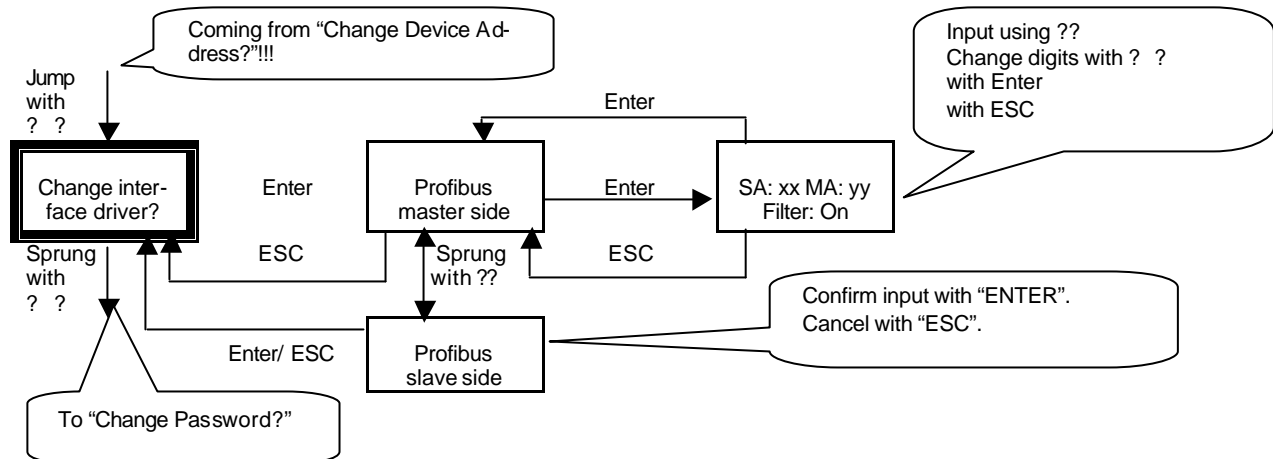 Coming from “Change Device Ad-
dress?”!!!
Input using ??
Change digits with ? ?
with Enter
with ESC
Jump
with
? ?
Enter
Change inter-
face driver?
Enter
Profibus
master side
Enter
SA: xx MA: yy
Filter: On
Sprung
with
? ?
ESC
Sprung
with ??
ESC
Confirm input with “ENTER”.
Cancel with “ESC”.
Enter/ ESC
Profibus
slave side
To “Change Password?”